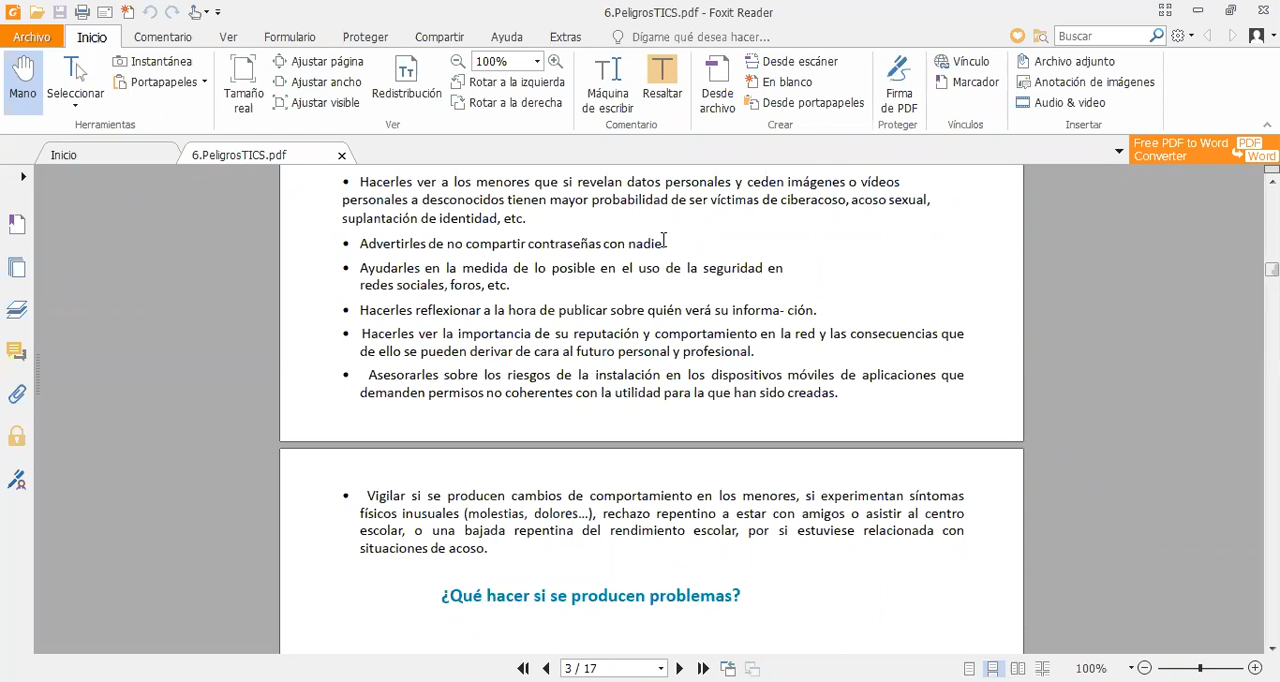 6.PeligrosTICS.pdf - Foxit Reader
Archivo Inicio Comentario Ver Formulario Proteger Compartir Ayuda Extras Dígame qué desea hacer... Buscar
Mano
Seleccionar
Instantánea
Portapapeles
Herramientas
Tamaño
real
Ajustar página
Ajustar ancho
Ajustar visible
Redistribución
100%
Rotar a la izquierda
Rotar a la derecha
Ver
Máquina
de escribir
Resaltar
Comentario
Desde
archivo
Desde escáner
En blanco
Desde portapapeles
Crear
Firma
de PDF
Proteger
Vínculo
Marcador
Vínculos
Archivo adjunto
Anotación de imágenes
Audio & video
Insertar
Inicio
6.PeligrosTICS.pdf
Free PDF to Word
Converter
PDF
Word
• Hacerles ver a los menores que si revelan datos personales y ceden imágenes o vídeos
personales a desconocidos tienen mayor probabilidad de ser víctimas de ciberacoso, acoso sexual,
suplantación de identidad, etc.
• Advertirles de no compartir contraseñas con nadie.
• Ayudarles en la medida de lo posible en el uso de la seguridad en
redes sociales, foros, etc.
• Hacerles reflexionar a la hora de publicar sobre quién verá su informa- ción.
• Hacerles ver la importancia de su reputación y comportamiento en la red y las consecuencias que
de ello se pueden derivar de cara al futuro personal y profesional.
• Asesorarles sobre los riesgos de la instalación en los dispositivos móviles de aplicaciones que
demanden permisos no coherentes con la utilidad para la que han sido creadas.
• Vigilar si se producen cambios de comportamiento en los menores, si experimentan síntomas
físicos inusuales (molestias, dolores...), rechazo repentino a estar con amigos o asistir al centro
escolar, o una bajada repentina del rendimiento escolar, por si estuviese relacionada con
situaciones de acoso.
¿Qué hacer si se producen problemas?
3 / 17
100%